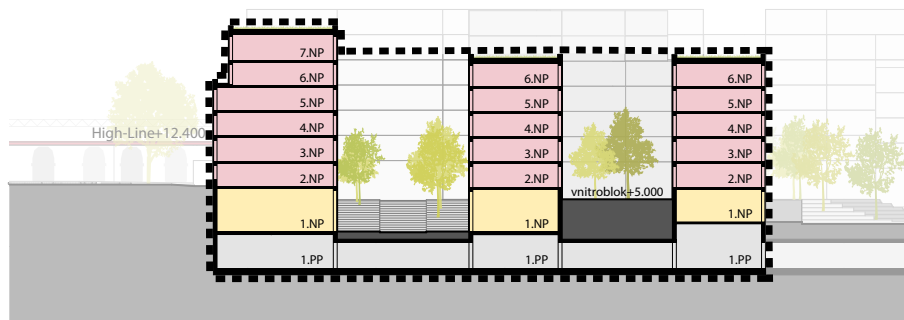 7.NP
6.NP 6.NP 6.NP
5.NP 5.NP 5.NP
High-Line+12.400 4.NP 4.NP 4.NP
3.NP 3.NP 3.NP
2.NP 2.NP 2.NP
vnitroblok+5.000
1.NP 1.NP 1.NP
1.PP 1.PP 1.PP